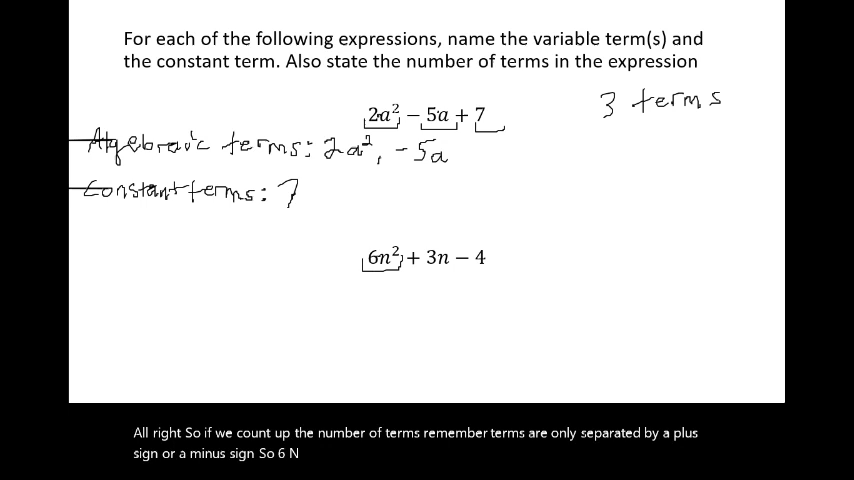 For each of the following expressions, name the variable term(s) and
the constant term. Also state the number of terms in the expression
2a² − 5a + 7
3 terms
Algebraic terms: 2a², -5a
Constant terms: 7
6n² + 3n − 4
All right So if we count up the number of terms remember terms are only separated by a plus
sign or a minus sign So 6 N